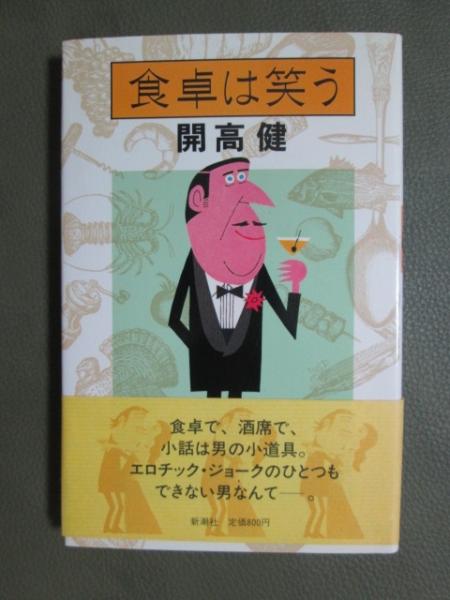 食卓は笑う
開高健
食卓で、酒席で、
小話は男の小道具。
エロチック・ジョークのひとつも
できない男なんて──。
新潮社 定価800円